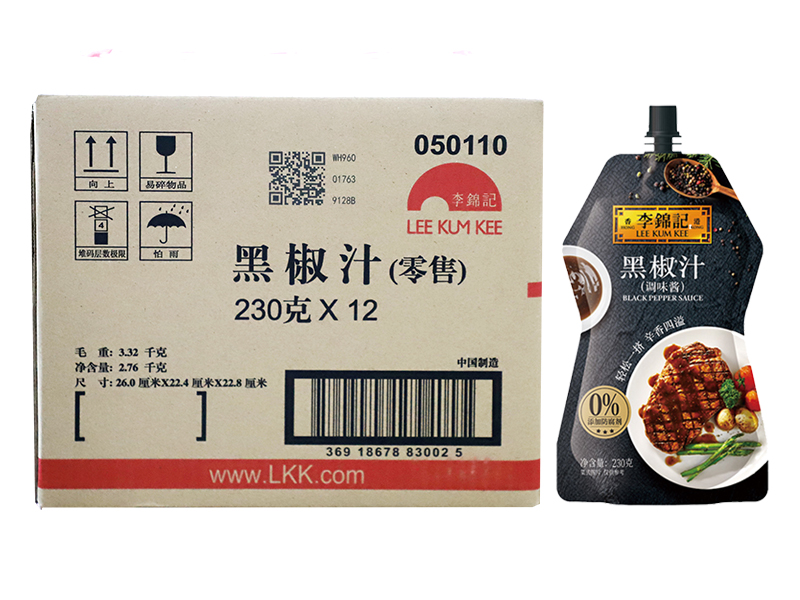 050110
WH960
01763
9128B
李錦記
LEE KUM KEE
向上
易碎物品
4
堆码层数极限
怕雨
黑椒汁(零售)
230克 X 12
毛 重: 3.32 千克
净含量: 2.76 千克
尺 寸: 26.0 厘米X22.4 厘米X22.8 厘米
中国制造
369 18678 83002 5
www.LKK.com
香 李錦記 港
HONG LEE KUM KEE KONG
黑椒汁
(调味酱)
BLACK PEPPER SAUCE
轻松一挤 辛香四溢
0%
添加防腐剂
净含量: 230克